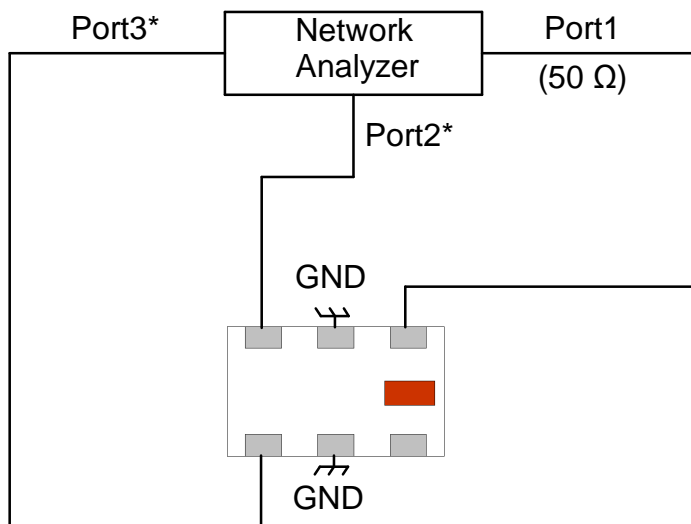 Port3*
Network
Analyzer
Port1
(50 Ω)
Port2*
GND
GND